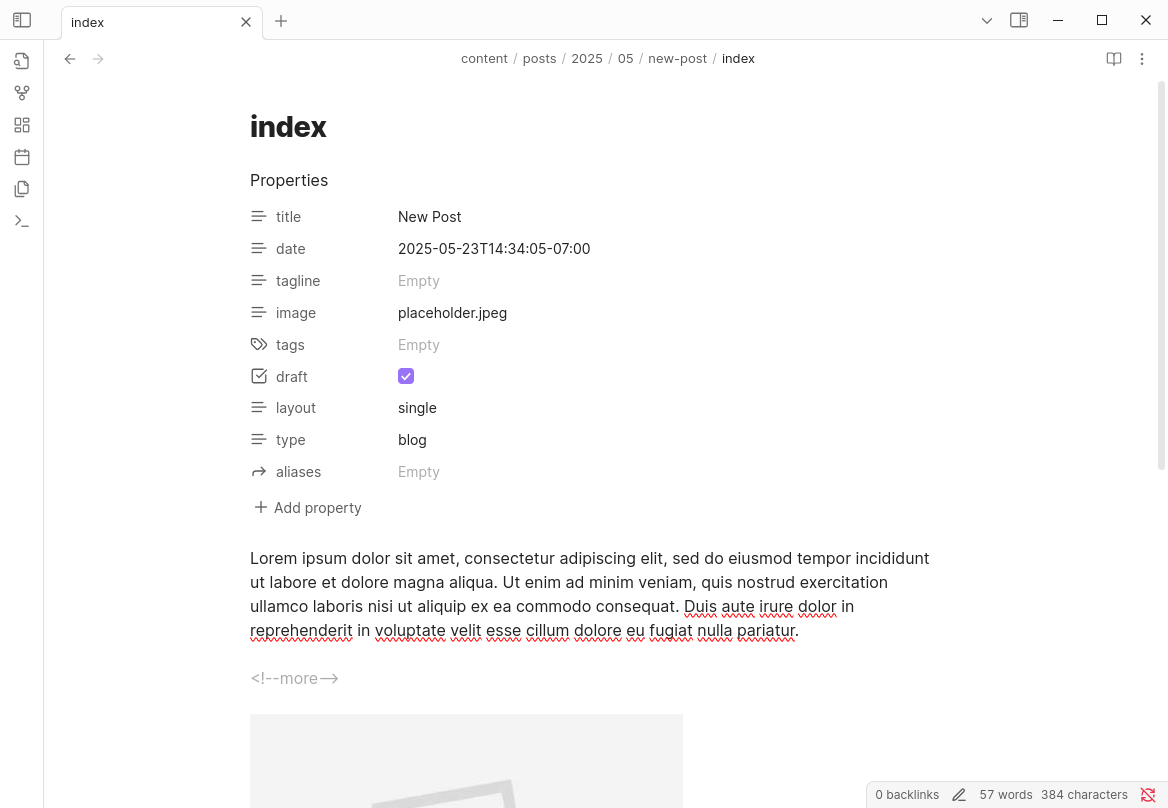 index
content / posts / 2025 / 05 / new-post / index
index
Properties
title New Post
date 2025-05-23T14:34:05-07:00
tagline Empty
image placeholder.jpeg
tags Empty
draft
layout single
type blog
aliases Empty
Add property
Lorem ipsum dolor sit amet, consectetur adipiscing elit, sed do eiusmod tempor incididunt
ut labore et dolore magna aliqua. Ut enim ad minim veniam, quis nostrud exercitation
ullamco laboris nisi ut aliquip ex ea commodo consequat. Duis aute irure dolor in
reprehenderit in voluptate velit esse cillum dolore eu fugiat nulla pariatur.
<!--more-->
0 backlinks 57 words 384 characters